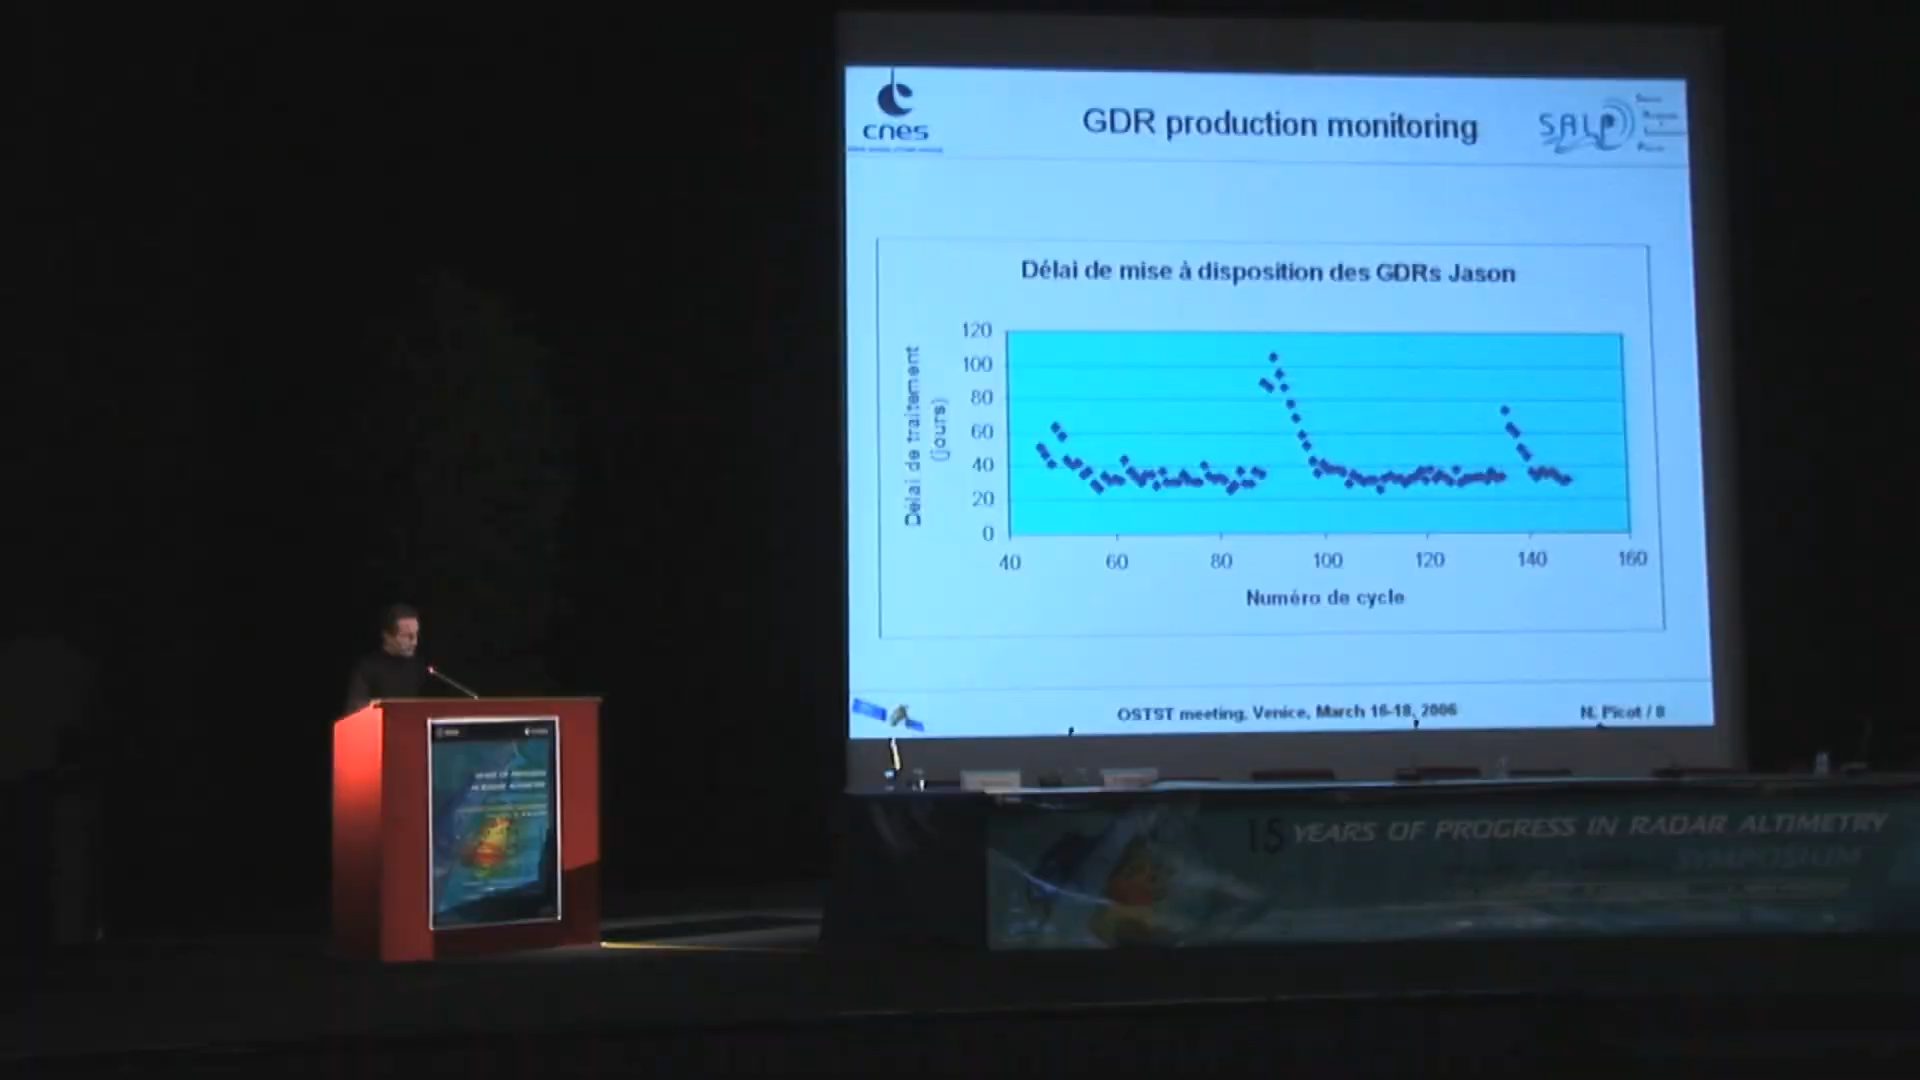 cnes
GDR production monitoring
SALP
Délai de mise à disposition des GDRs Jason
Délai de traitement
(jours)
120
100
80
60
40
20
0
40 60 80 100 120 140 160
Numéro de cycle
OSTST meeting, Venice, March 16-18, 2006
N. Picot / 8
15 YEARS OF PROGRESS IN RADAR ALTIMETRY
SYMPOSIUM